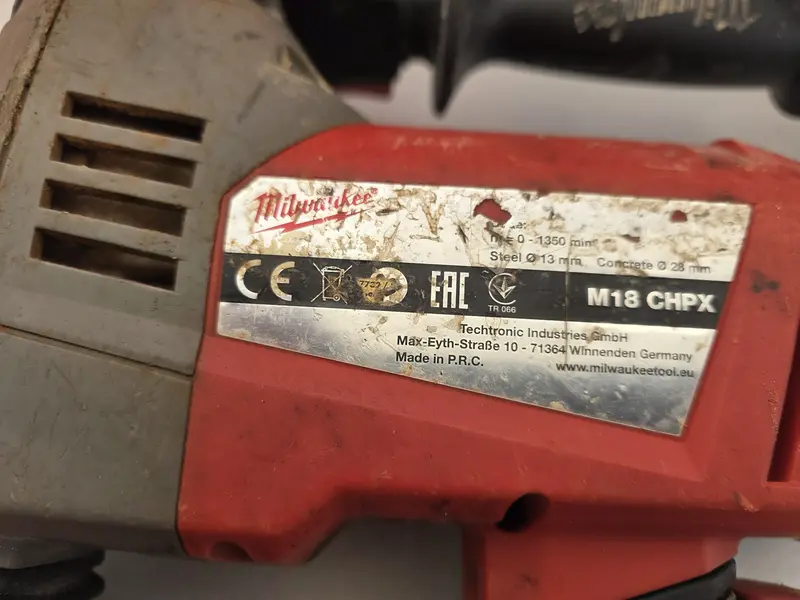 Milwaukee
Milwaukee
n = 0 - 1350 min
Steel Ø 13 mm Concrete Ø 28 mm
CE EAC TR 066 M18 CHPX
Techtronic Industries GmbH
Max-Eyth-Straße 10 - 71364 Winnenden Germany
Made in P.R.C. www.milwaukeetool.eu